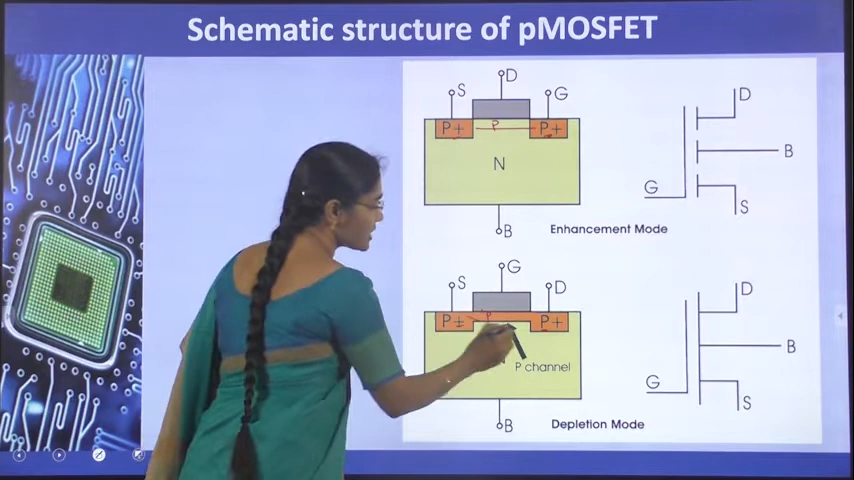 Schematic structure of pMOSFET
D
S
G
P+
P
P+
N
B
Enhancement Mode
D
B
G
S
G
S
D
P+
P
P+
P channel
B
Depletion Mode
D
B
G
S